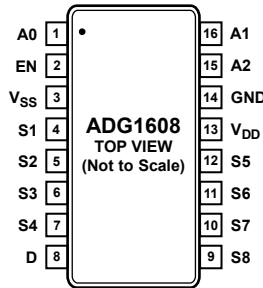 A0 1 16 A1
EN 2 15 A2
VSS 3 14 GND
S1 4 ADG1608 13 VDD
TOP VIEW
S2 5 (Not to Scale) 12 S5
S3 6 11 S6
S4 7 10 S7
D 8 9 S8